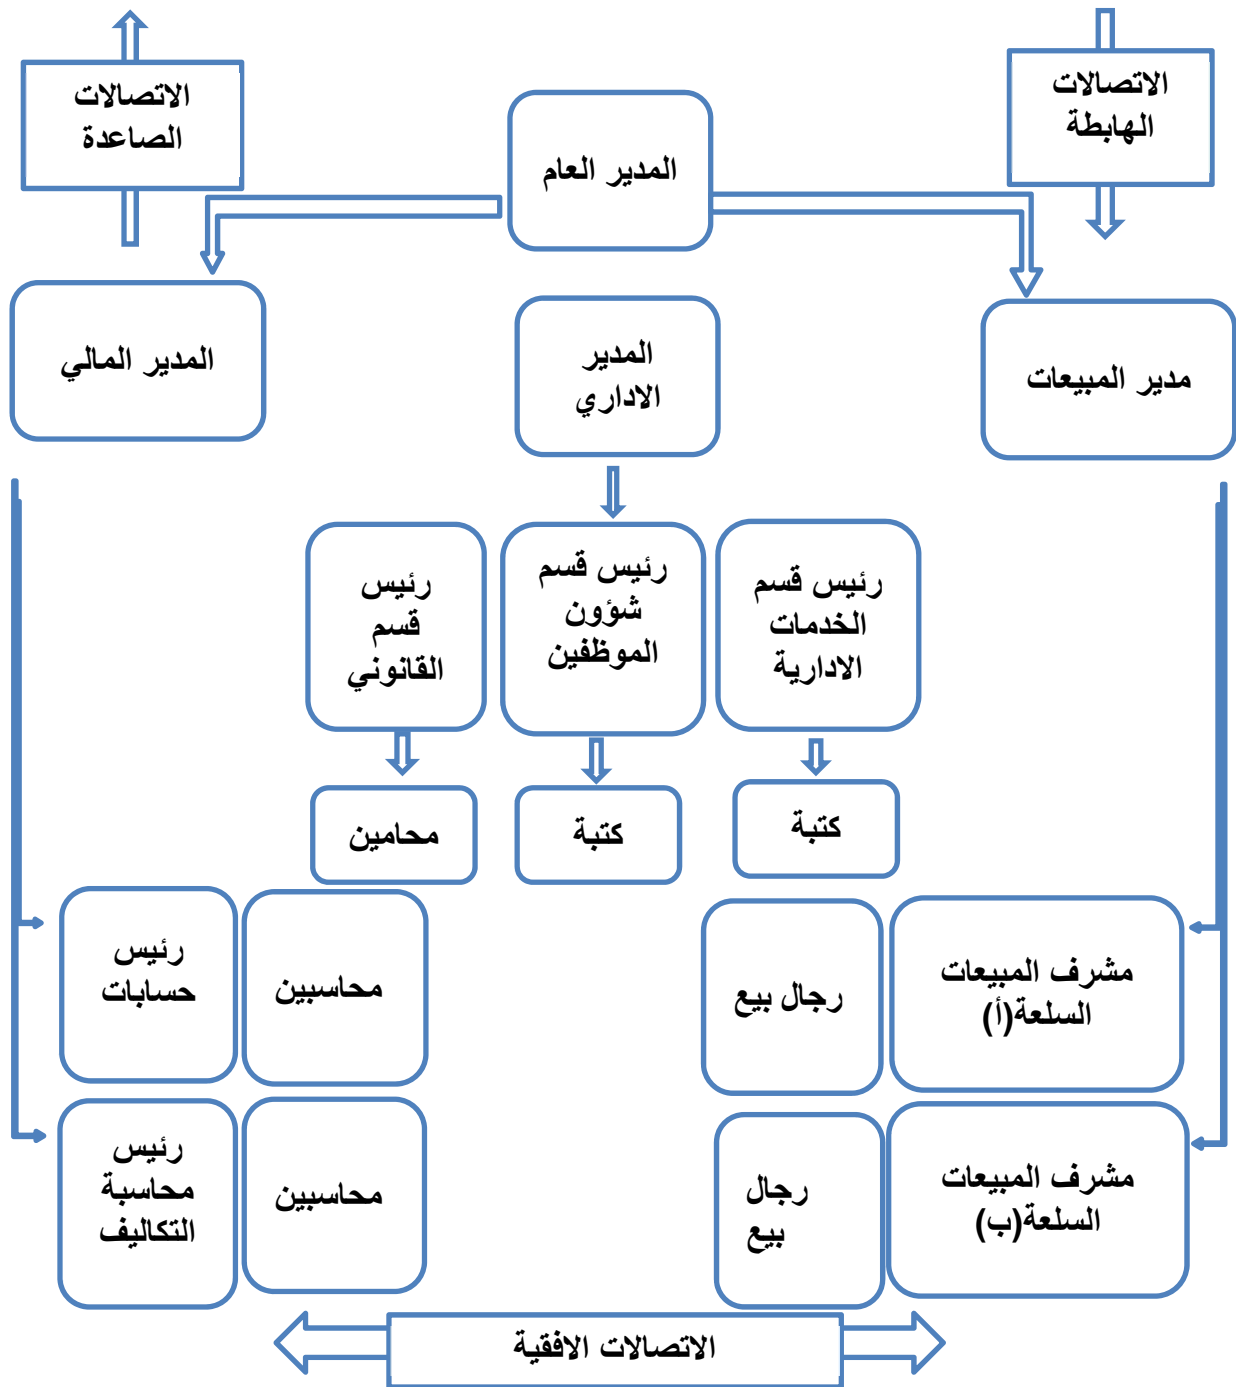 الاتصالات
الهابطة
الاتصالات
الصاعدة
المدير العام
مدير المبيعات
المدير
الاداري
المدير المالي
رئيس قسم
الخدمات
الادارية
رئيس قسم
شؤون
الموظفين
رئيس
قسم
القانوني
كتبة
كتبة
محامين
مشرف المبيعات
السلعة(أ)
رجال بيع
محاسبين
رئيس
حسابات
مشرف المبيعات
السلعة(ب)
رجال
بيع
محاسبين
رئيس
محاسبة
التكاليف
الاتصالات الافقية